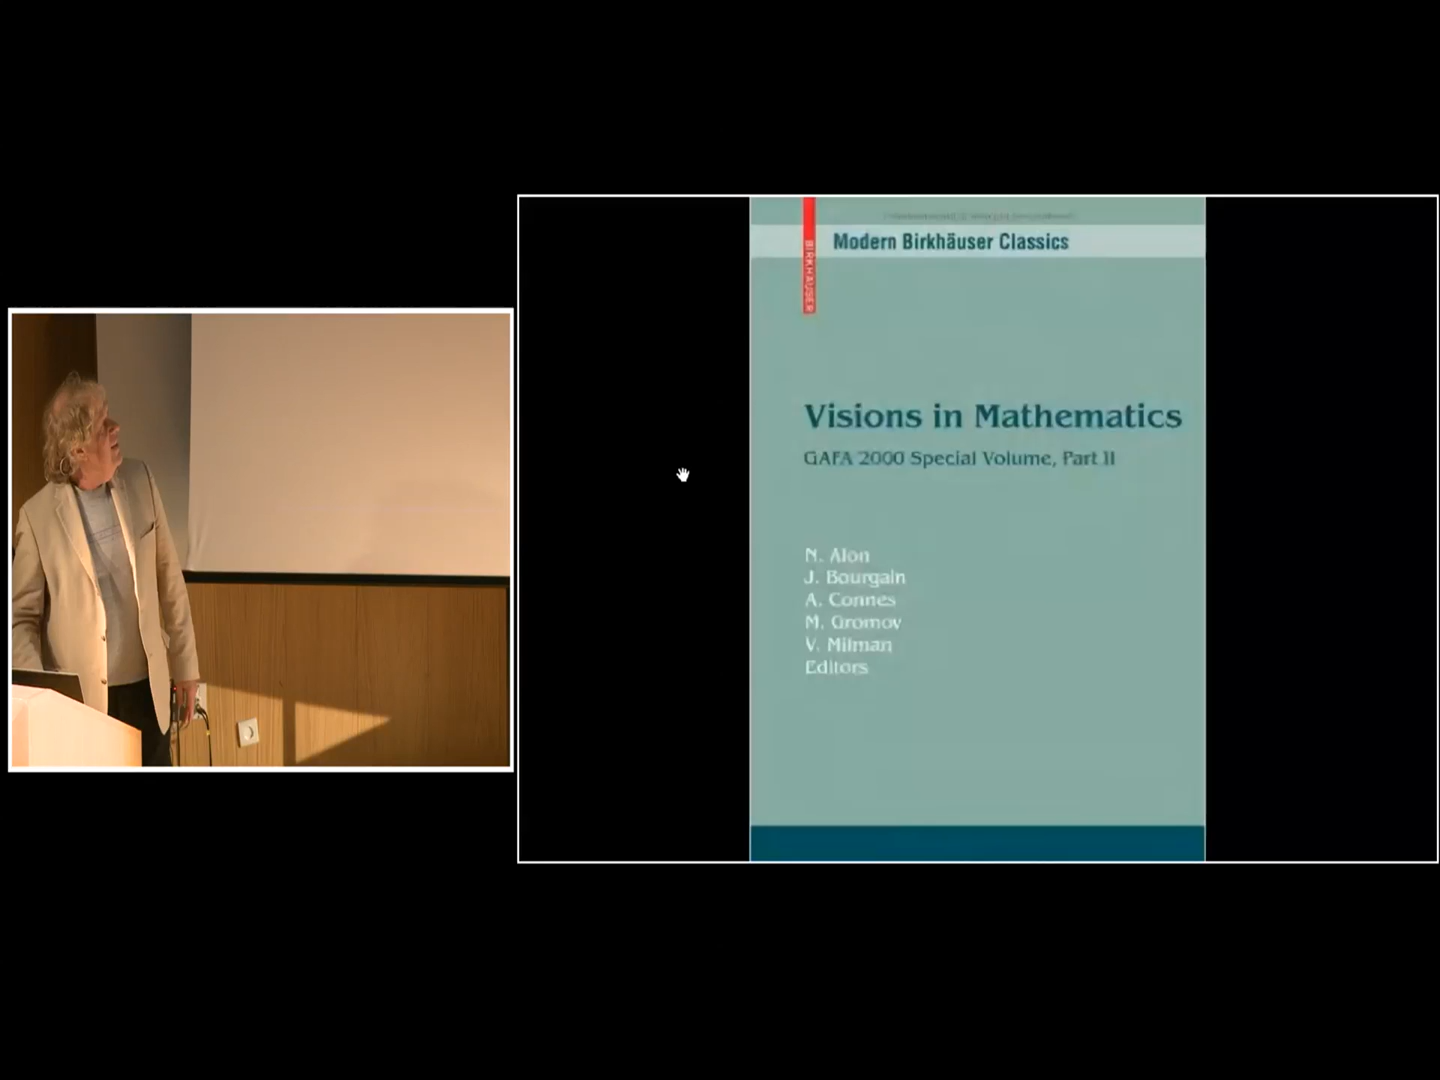 Modern Birkhäuser Classics
BIRKHÄUSER
Visions in Mathematics
GAFA 2000 Special Volume, Part II
N. Alon
J. Bourgain
A. Connes
M. Gromov
V. Milman
Editors